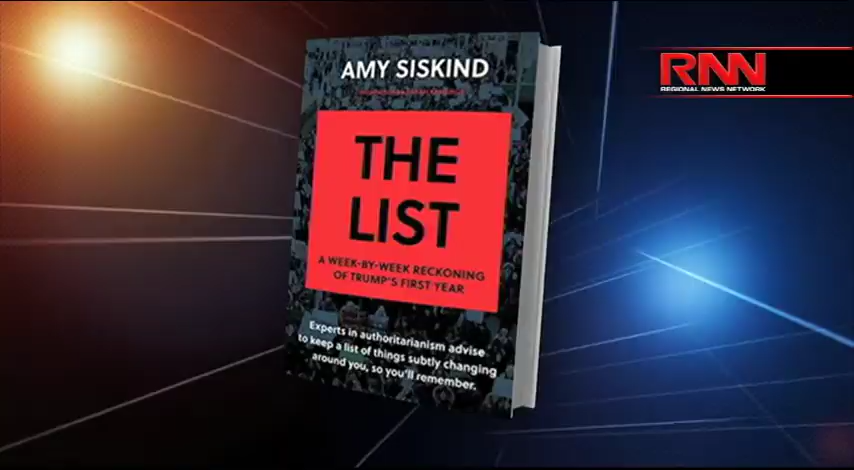 AMY SISKIND
THE
LIST
A WEEK-BY-WEEK RECKONING
OF TRUMP'S FIRST YEAR
Experts in authoritarianism advise
to keep a list of things subtly changing
around you, so you'll remember.
RNN
REGIONAL NEWS NETWORK